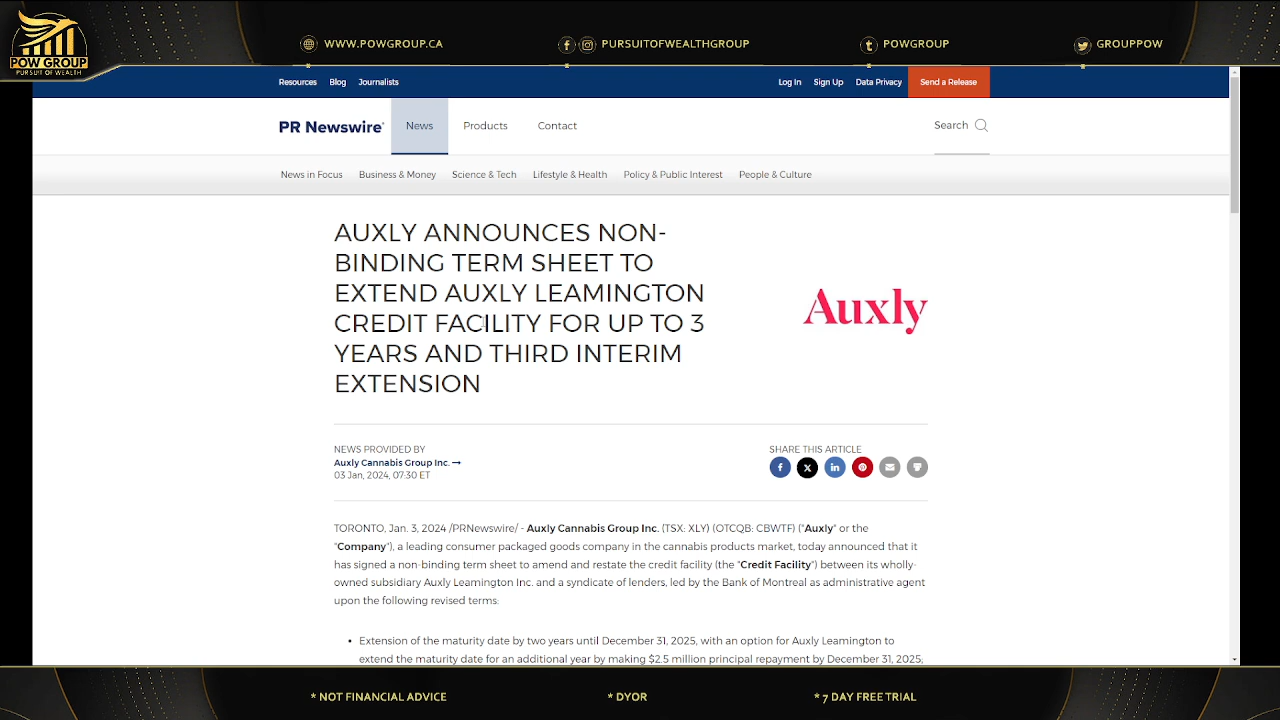 POW GROUP
PURSUIT OF WEALTH
WWW.POWGROUP.CA
PURSUITOFWEALTHGROUP
POWGROUP
GROUPPOW
Resources Blog Journalists
Log In Sign Up Data Privacy Send a Release
PR Newswire®
News Products Contact
Search
News in Focus Business & Money Science & Tech Lifestyle & Health Policy & Public Interest People & Culture
AUXLY ANNOUNCES NON-
BINDING TERM SHEET TO
EXTEND AUXLY LEAMINGTON
CREDIT FACILITY FOR UP TO 3
YEARS AND THIRD INTERIM
EXTENSION
Auxly
NEWS PROVIDED BY
Auxly Cannabis Group Inc. →
03 Jan, 2024, 07:30 ET
SHARE THIS ARTICLE
TORONTO, Jan. 3, 2024 /PRNewswire/ - Auxly Cannabis Group Inc. (TSX: XLY) (OTCQB: CBWTF) ("Auxly" or the
"Company"), a leading consumer packaged goods company in the cannabis products market, today announced that it
has signed a non-binding term sheet to amend and restate the credit facility (the "Credit Facility") between its wholly-
owned subsidiary Auxly Leamington Inc. and a syndicate of lenders, led by the Bank of Montreal as administrative agent
upon the following revised terms:
• Extension of the maturity date by two years until December 31, 2025, with an option for Auxly Leamington to
extend the maturity date for an additional year by making $2.5 million principal repayment by December 31, 2025,
* NOT FINANCIAL ADVICE
* DYOR
* 7 DAY FREE TRIAL